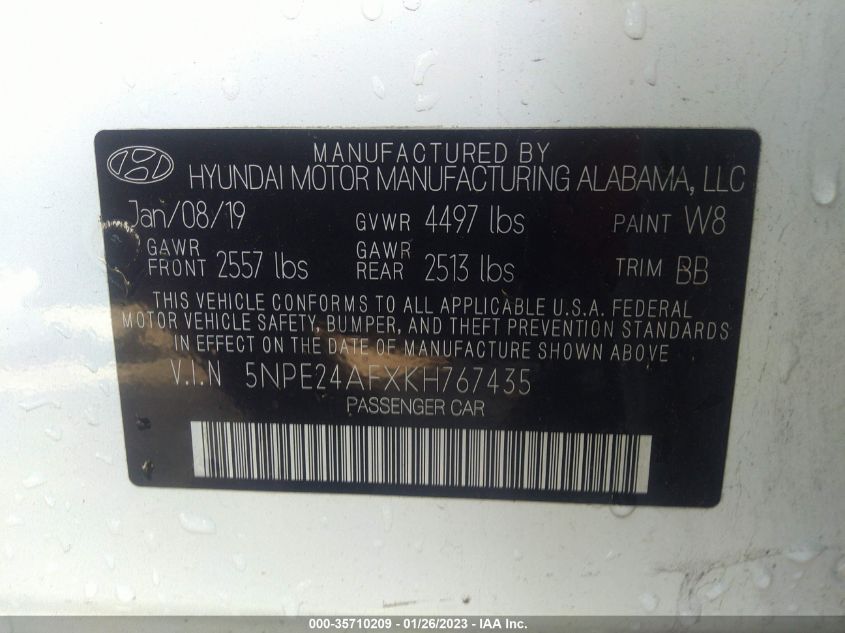 MANUFACTURED BY
HYUNDAI MOTOR MANUFACTURING ALABAMA, LLC
Jan/08/19 GVWR 4497 lbs PAINT W8
GAWR FRONT 2557 lbs GAWR REAR 2513 lbs TRIM BB
THIS VEHICLE CONFORMS TO ALL APPLICABLE U.S.A. FEDERAL
MOTOR VEHICLE SAFETY, BUMPER, AND THEFT PREVENTION STANDARDS
IN EFFECT ON THE DATE OF MANUFACTURE SHOWN ABOVE
V.I.N 5NPE24AFXKH767435
PASSENGER CAR
000-35710209 - 01/26/2023 - IAA Inc.